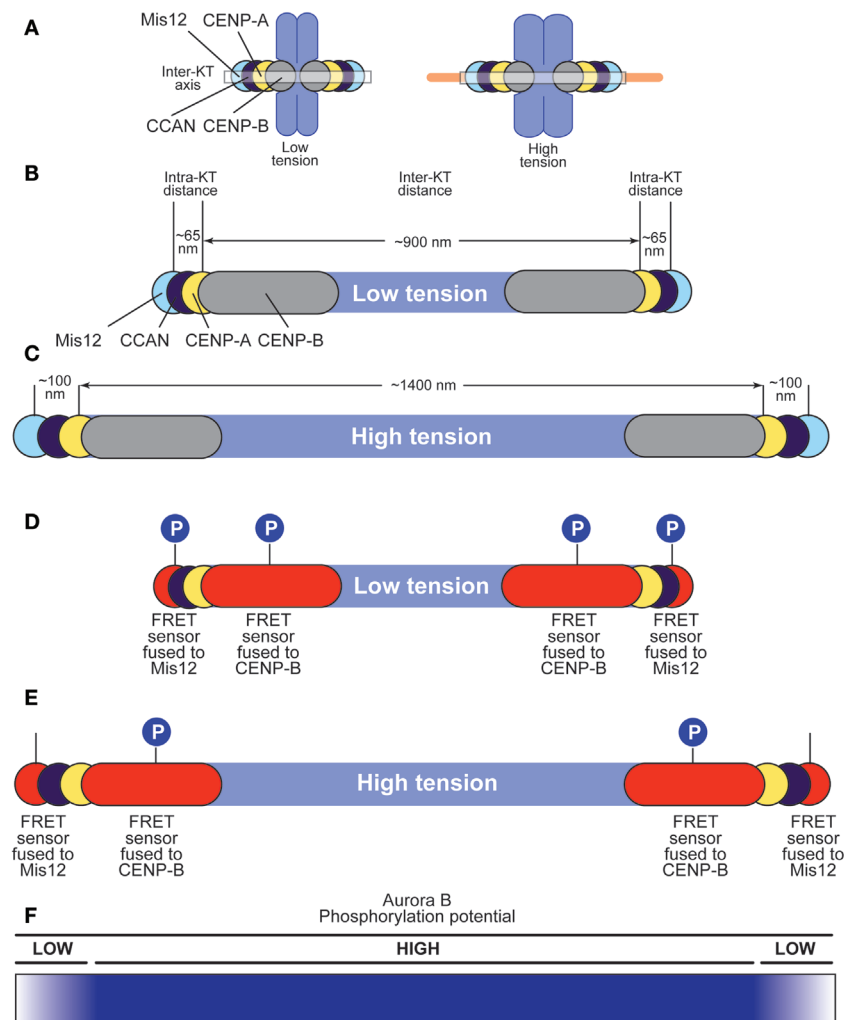 A
Mis12 CENP-A
Inter-KT
axis
CCAN CENP-B
Low
tension
High
tension
B
Intra-KT
distance
Inter-KT
distance
Intra-KT
distance
~65
nm
~900 nm
~65
nm
Low tension
Mis12 CCAN CENP-A CENP-B
C
~100
nm
~1400 nm
~100
nm
High tension
D
P P P P
Low tension
FRET
sensor
fused to
Mis12
FRET
sensor
fused to
CENP-B
FRET
sensor
fused to
CENP-B
FRET
sensor
fused to
Mis12
E
P P
High tension
FRET
sensor
fused to
Mis12
FRET
sensor
fused to
CENP-B
FRET
sensor
fused to
CENP-B
FRET
sensor
fused to
Mis12
F
Aurora B
Phosphorylation potential
LOW HIGH LOW